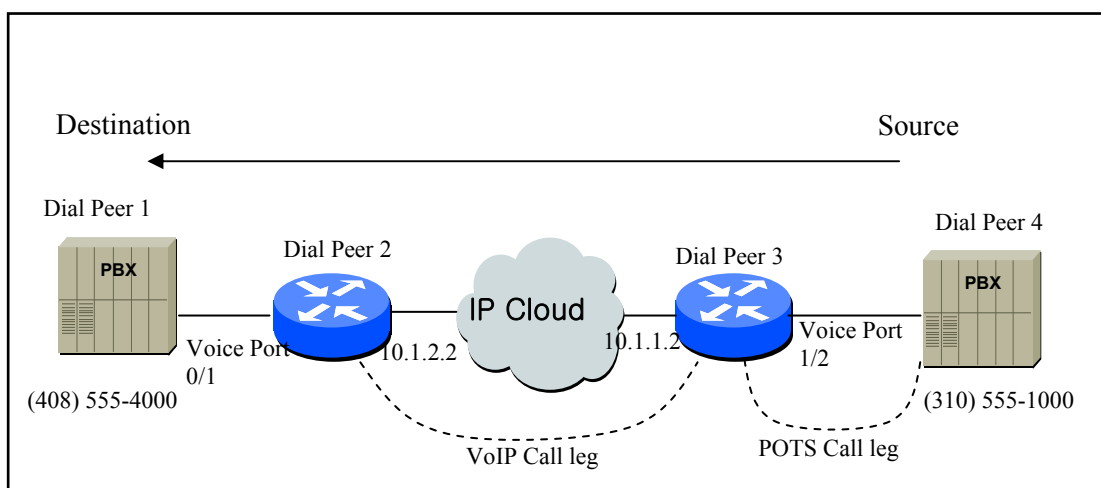 Destination
Source
Dial Peer 1
Dial Peer 2
Dial Peer 3
Dial Peer 4
PBX
IP Cloud
PBX
Voice Port
0/1
10.1.2.2
10.1.1.2
Voice Port
1/2
(408) 555-4000
(310) 555-1000
VoIP Call leg
POTS Call leg